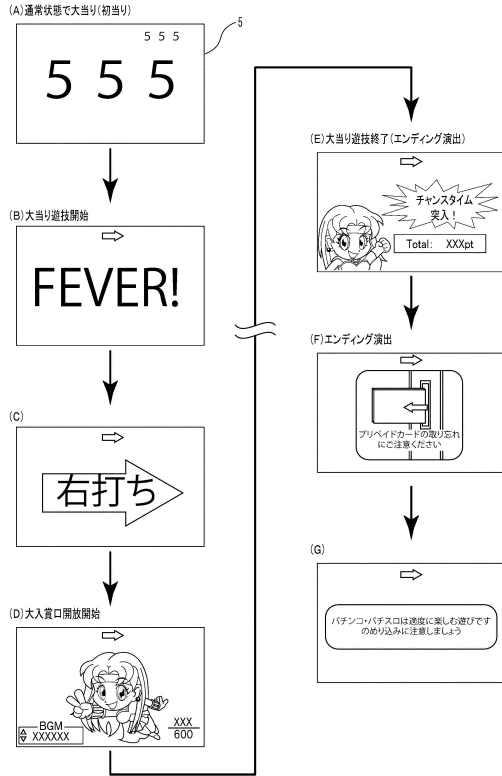 (A)通常状態で大当り(初当り)
5 5 5
5 5 5
5
(B)大当り遊技開始
FEVER!
(C)
右打ち
(D)大入賞口開放開始
BGM
XXXXXX
XXX
600
(E)大当り遊技終了(エンディング演出)
チャンスタイム
突入！
Total: XXXpt
(F)エンディング演出
プリペイドカードの取り忘れ
にご注意ください
(G)
パチンコ・パチスロは適度に楽しむ遊びです
のめり込みに注意しましょう